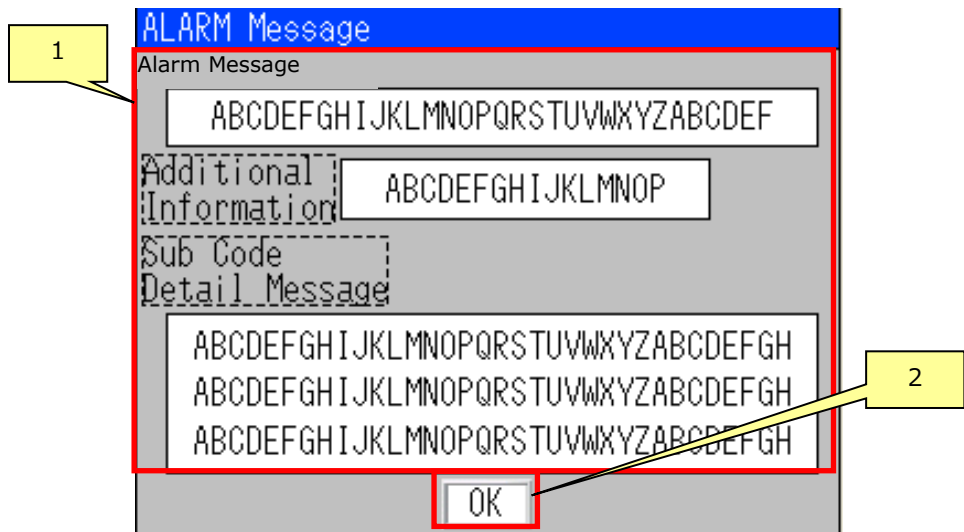 ALARM Message
1
Alarm Message
ABCDEFGHIJKLMNOPQRSTUVWXYZABCDEF
Additional
Information
ABCDEFGHIJKLMNOP
Sub Code
Detail Message
ABCDEFGHIJKLMNOPQRSTUVWXYZABCDEFGH
ABCDEFGHIJKLMNOPQRSTUVWXYZABCDEFGH
ABCDEFGHIJKLMNOPQRSTUVWXYZABCDEFGH
2
OK